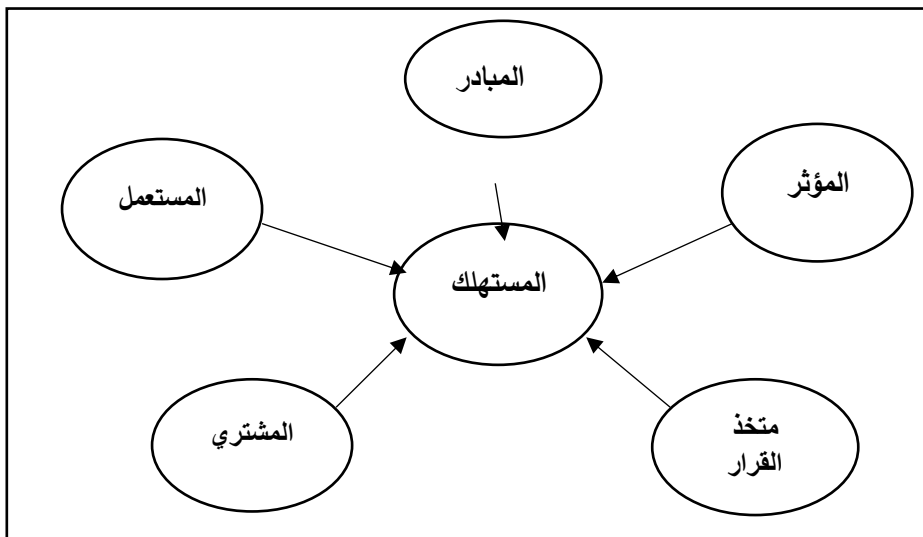 المبادر
المؤثر
المستعمل
المستهلك
متخذ
القرار
المشتري